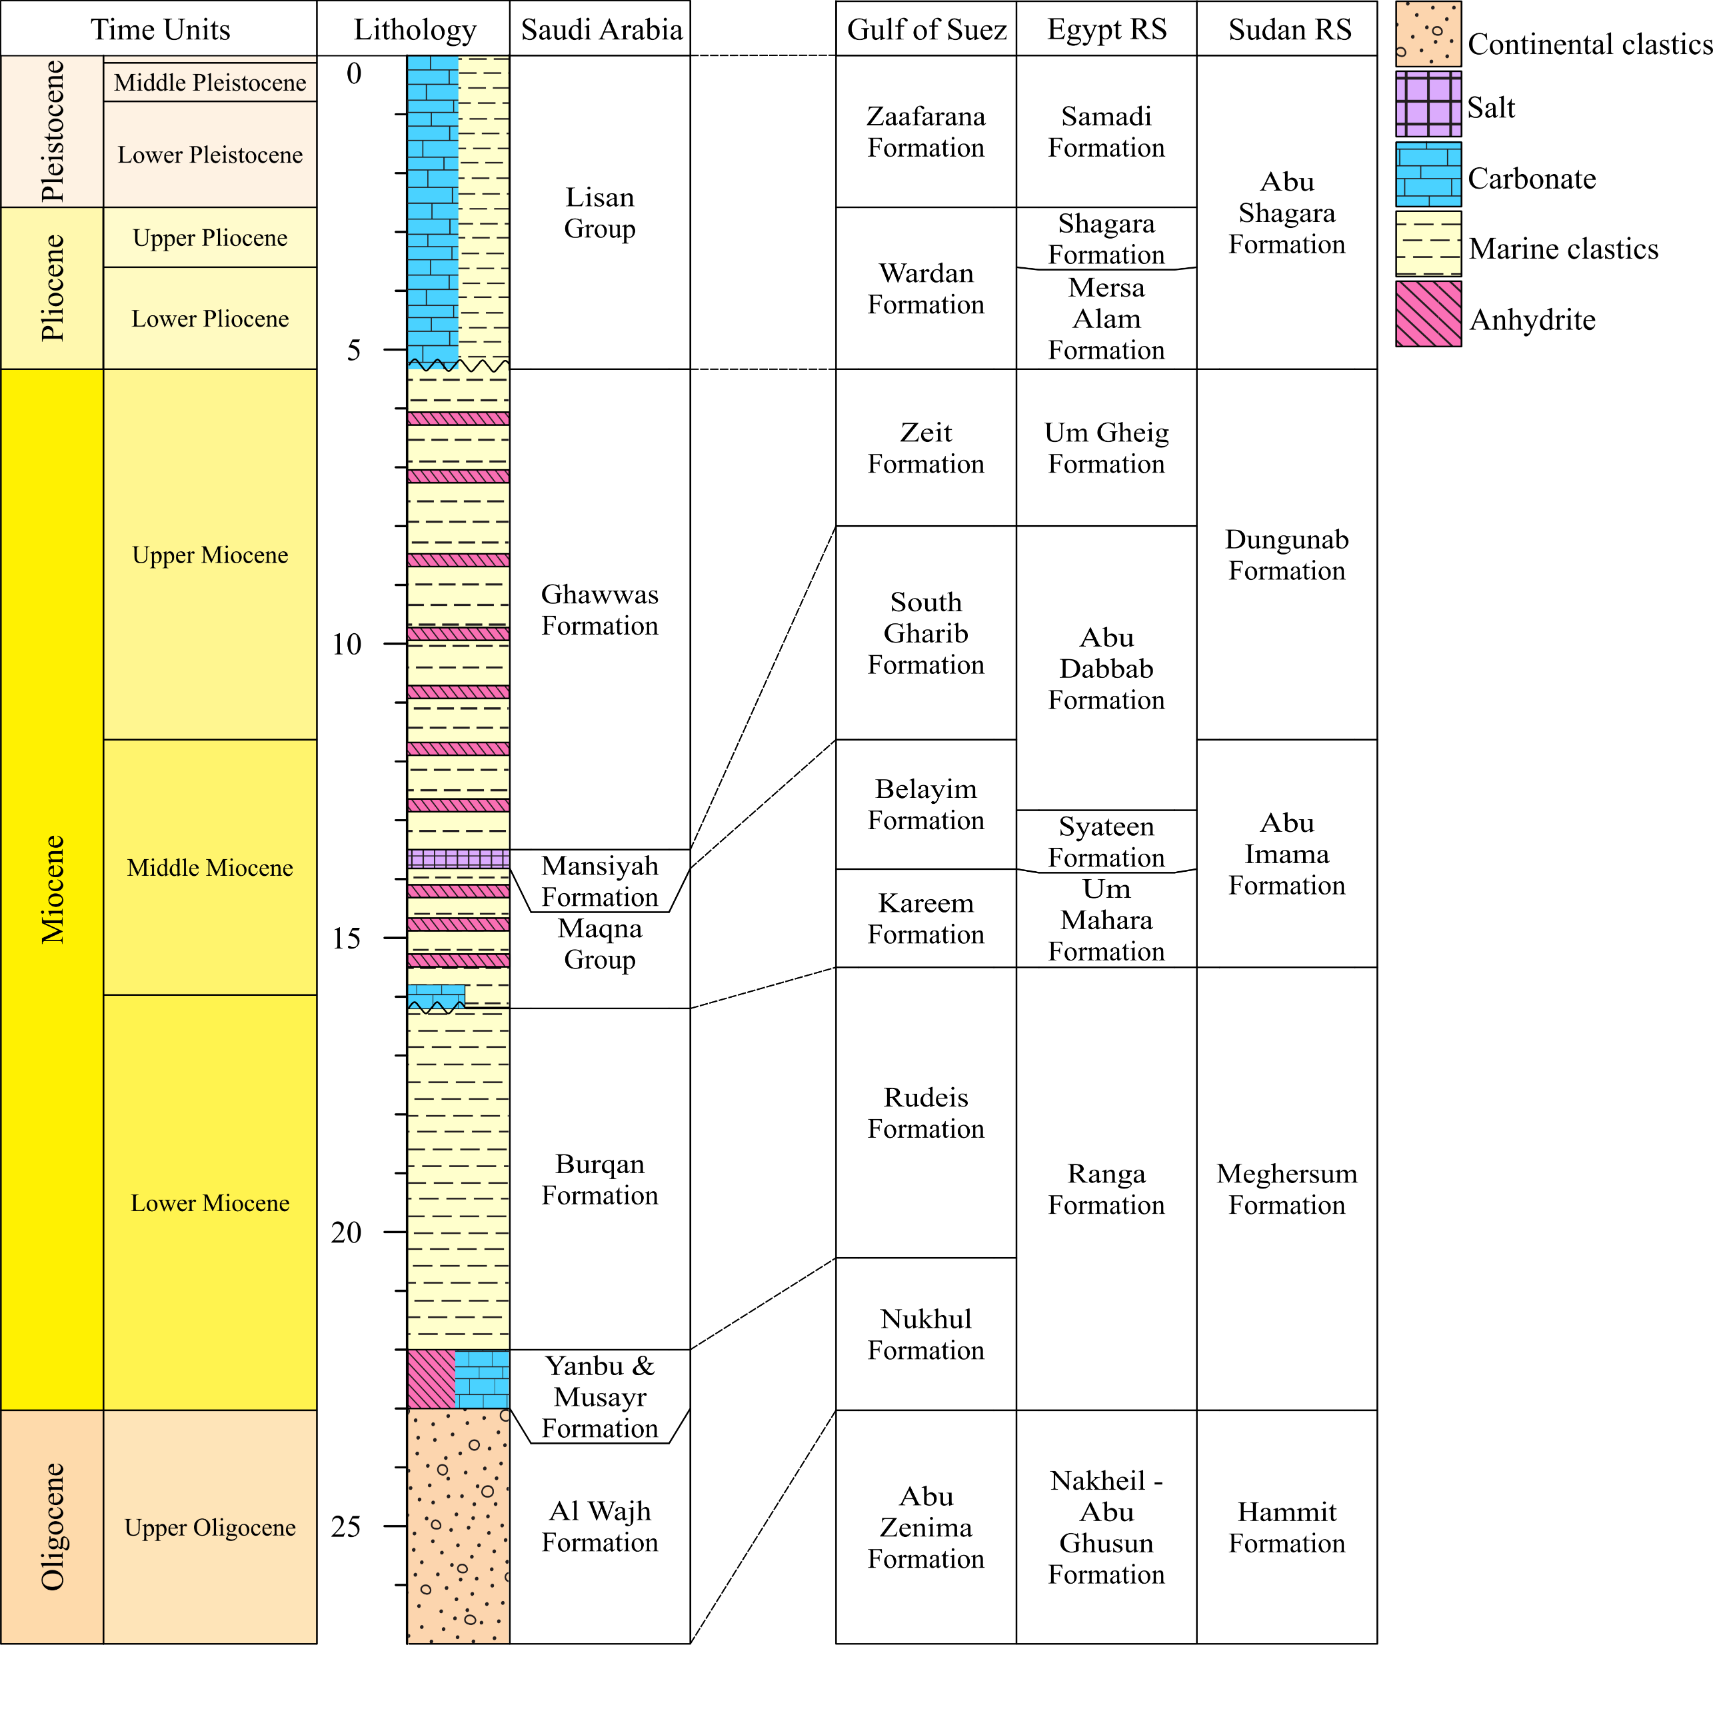 Time Units
Lithology
Saudi Arabia
Gulf of Suez
Egypt RS
Sudan RS
Pleistocene
Middle Pleistocene
Lower Pleistocene
Pliocene
Upper Pliocene
Lower Pliocene
Miocene
Upper Miocene
Middle Miocene
Lower Miocene
Oligocene
Upper Oligocene
0
5
10
15
20
25
Lisan
Group
Ghawwas
Formation
Mansiyah
Formation
Maqna
Group
Burqan
Formation
Yanbu &
Musayr
Formation
Al Wajh
Formation
Zaafarana
Formation
Wardan
Formation
Zeit
Formation
South
Gharib
Formation
Belayim
Formation
Kareem
Formation
Rudeis
Formation
Nukhul
Formation
Abu
Zenima
Formation
Samadi
Formation
Shagara
Formation
Mersa
Alam
Formation
Um Gheig
Formation
Abu
Dabbab
Formation
Syateen
Formation
Um
Mahara
Formation
Ranga
Formation
Nakheil -
Abu
Ghusun
Formation
Abu
Shagara
Formation
Dungunab
Formation
Abu
Imama
Formation
Meghersum
Formation
Hammit
Formation
Continental clastics
Salt
Carbonate
Marine clastics
Anhydrite